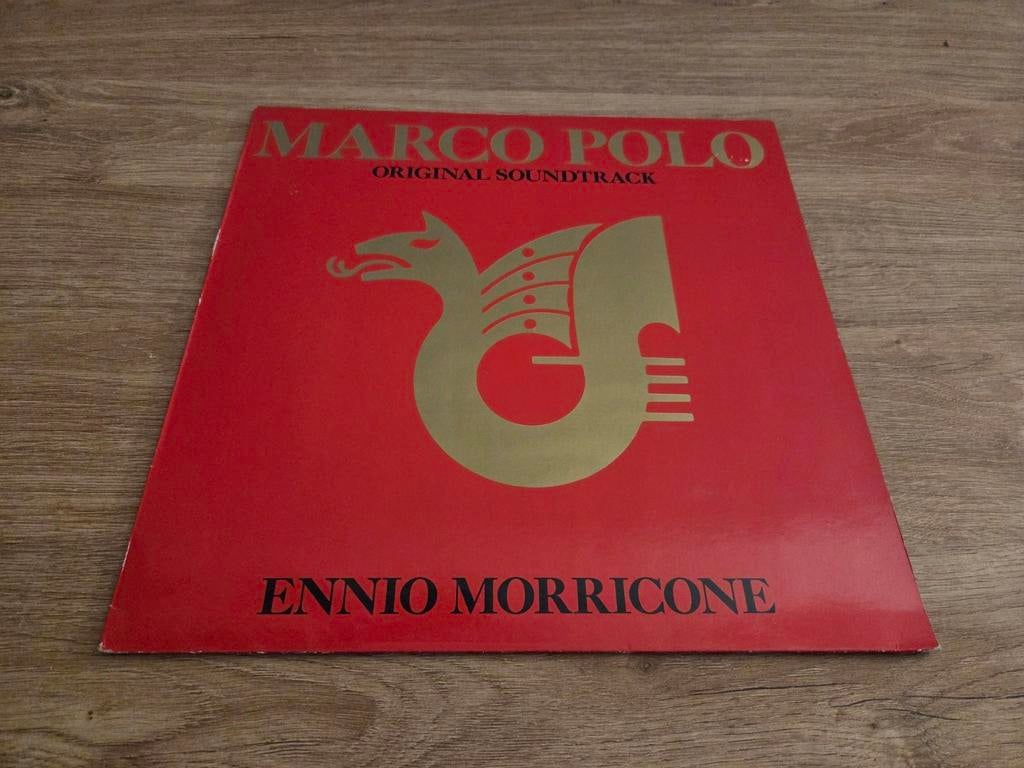 MARCO POLO
ORIGINAL SOUNDTRACK
ENNIO MORRICONE